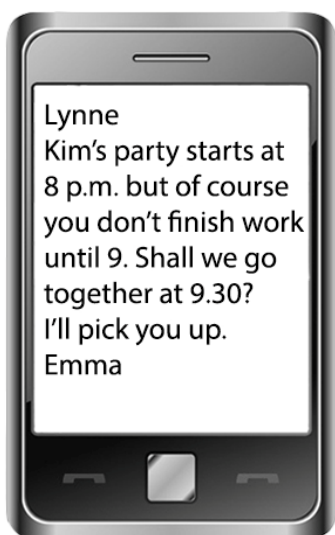 Lynne
Kim's party starts at
8 p.m. but of course
you don't finish work
until 9. Shall we go
together at 9.30?
I'll pick you up.
Emma